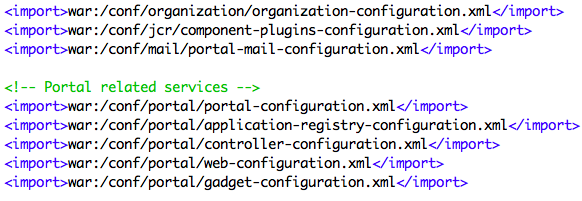 <import>war:/conf/organization/organization-configuration.xml</import>
<import>war:/conf/jcr/component-plugins-configuration.xml</import>
<import>war:/conf/mail/portal-mail-configuration.xml</import>
<!-- Portal related services -->
<import>war:/conf/portal/portal-configuration.xml</import>
<import>war:/conf/portal/application-registry-configuration.xml</import>
<import>war:/conf/portal/controller-configuration.xml</import>
<import>war:/conf/portal/web-configuration.xml</import>
<import>war:/conf/portal/gadget-configuration.xml</import>